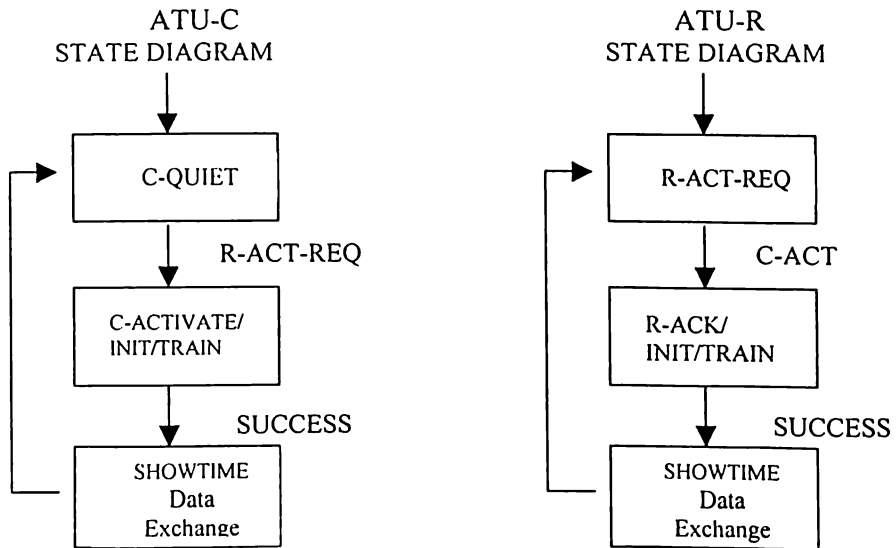 ATU-C
STATE DIAGRAM
C-QUIET
R-ACT-REQ
C-ACTIVATE/
INIT/TRAIN
SUCCESS
SHOWTIME
Data
Exchange
ATU-R
STATE DIAGRAM
R-ACT-REQ
C-ACT
R-ACK/
INIT/TRAIN
SUCCESS
SHOWTIME
Data
Exchange